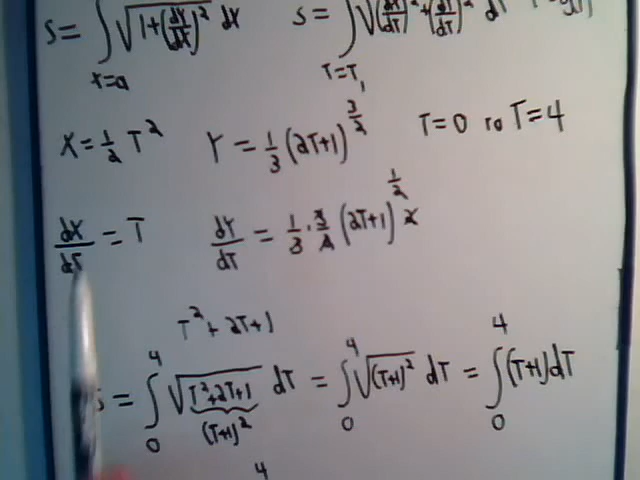 S = ∫ √(1+(dY/dX)²) dX S = ∫ √((dX/dT)²+(dY/dT)²) dT
X=a T=T₁
X = 1/2 T² Y = 1/3 (2T+1)^(3/2) T=0 TO T=4
dX/dT = T dY/dT = 1/3 · 3/2 (2T+1)^(1/2) 2
T² + 2T + 1
S = ∫₀⁴ √(T²+2T+1) dT = ∫₀⁴ √((T+1)²) dT = ∫₀⁴ (T+1)dT
(T+1)²
4